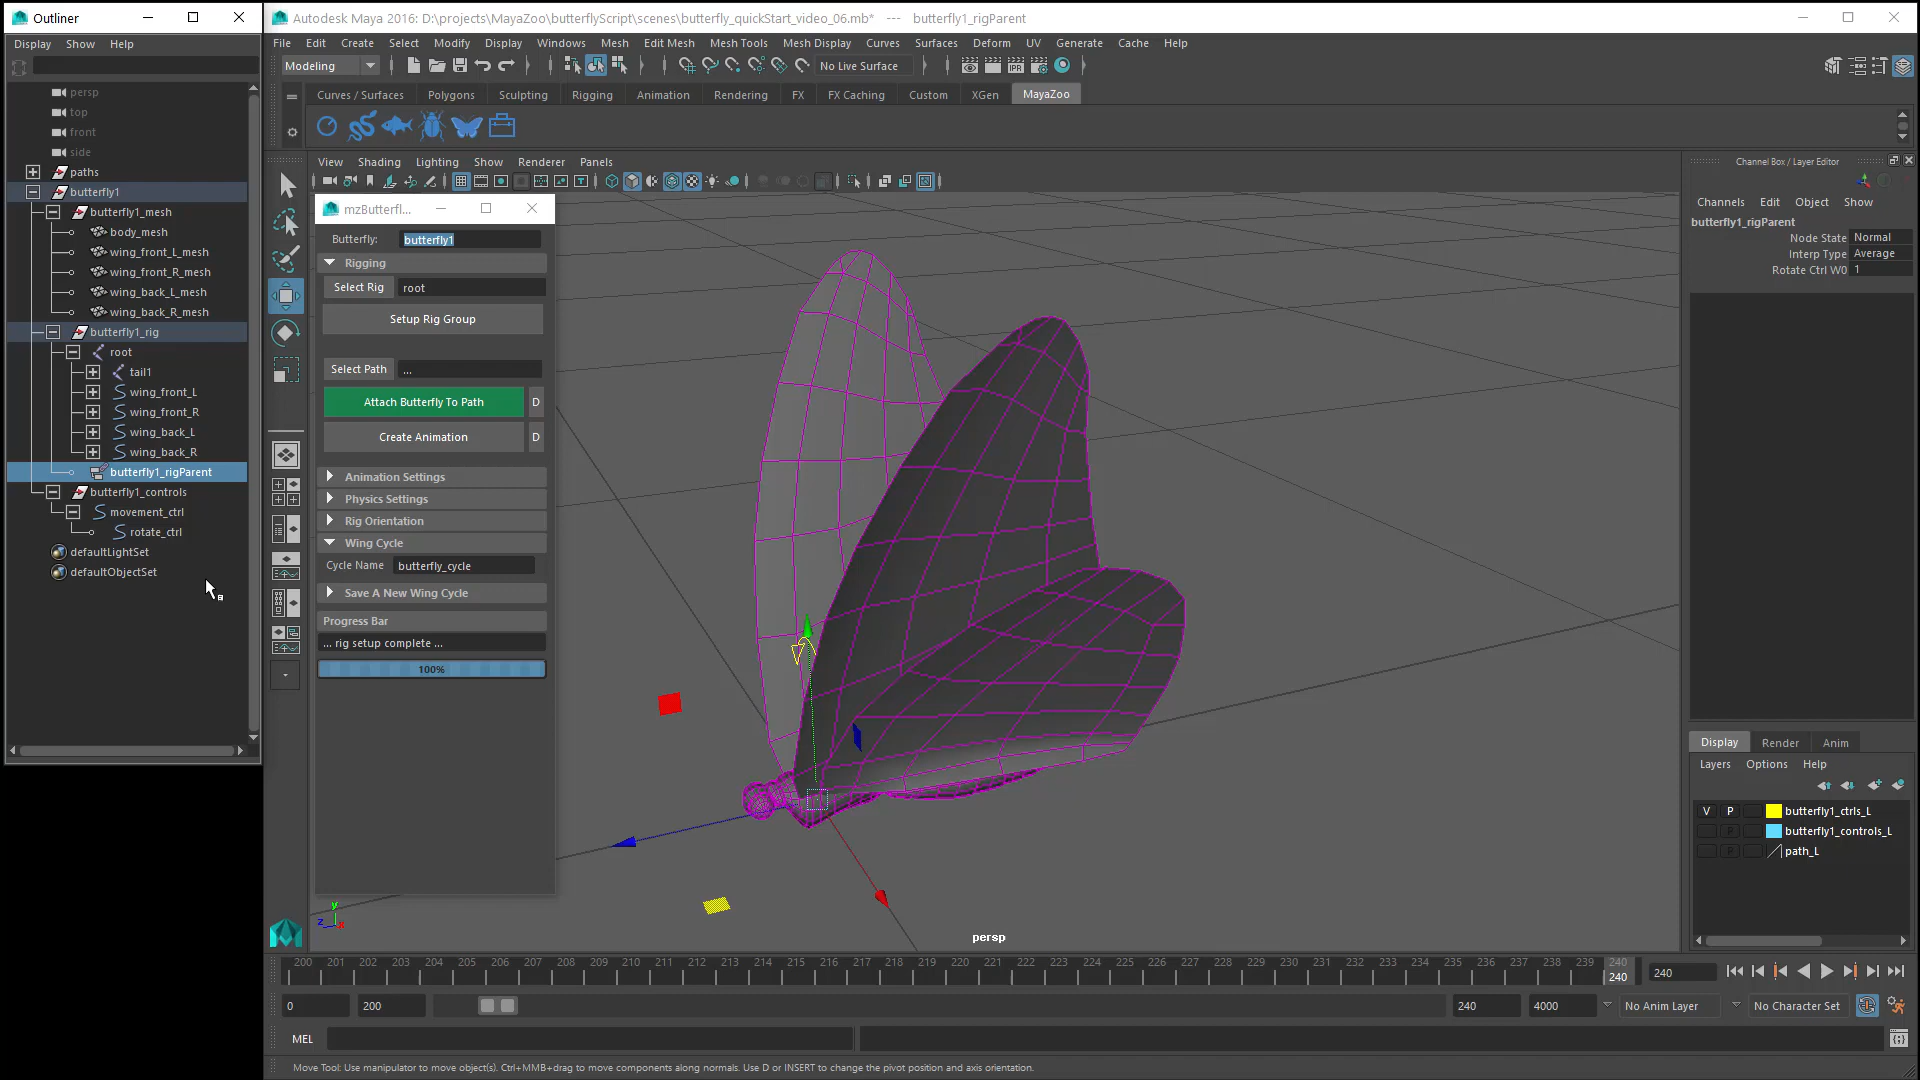 Outliner
Autodesk Maya 2016: D:\projects\MayaZoo\butterflyScript\scenes\butterfly_quickStart_video_06.mb* --- butterfly1_rigParent
Display Show Help
File Edit Create Select Modify Display Windows Mesh Edit Mesh Mesh Tools Mesh Display Curves Surfaces Deform UV Generate Cache Help
Modeling
No Live Surface
Curves / Surfaces Polygons Sculpting Rigging Animation Rendering FX FX Caching Custom XGen MayaZoo
persp
top
front
side
paths
butterfly1
butterfly1_mesh
body_mesh
wing_front_L_mesh
wing_front_R_mesh
wing_back_L_mesh
wing_back_R_mesh
butterfly1_rig
root
tail1
wing_front_L
wing_front_R
wing_back_L
wing_back_R
butterfly1_rigParent
butterfly1_controls
movement_ctrl
rotate_ctrl
defaultLightSet
defaultObjectSet
View Shading Lighting Show Renderer Panels
mzButterfl...
Butterfly: butterfly1
Rigging
Select Rig root
Setup Rig Group
Select Path ...
Attach Butterfly To Path D
Create Animation D
Animation Settings
Physics Settings
Rig Orientation
Wing Cycle
Cycle Name butterfly_cycle
Save A New Wing Cycle
Progress Bar
... rig setup complete ...
100%
y
z x
persp
Channel Box / Layer Editor
Channels Edit Object Show
butterfly1_rigParent
Node State Normal
Interp Type Average
Rotate Ctrl W0 1
Display Render Anim
Layers Options Help
V P butterfly1_ctrls_L
P butterfly1_controls_L
P path_L
200 201 202 203 204 205 206 207 208 209 210 211 212 213 214 215 216 217 218 219 220 221 222 223 224 225 226 227 228 229 230 231 232 233 234 235 236 237 238 239 240
240
240
0 200 240 4000 No Anim Layer No Character Set
MEL
Move Tool: Use manipulator to move object(s). Ctrl+MMB+drag to move components along normals. Use D or INSERT to change the pivot position and axis orientation.